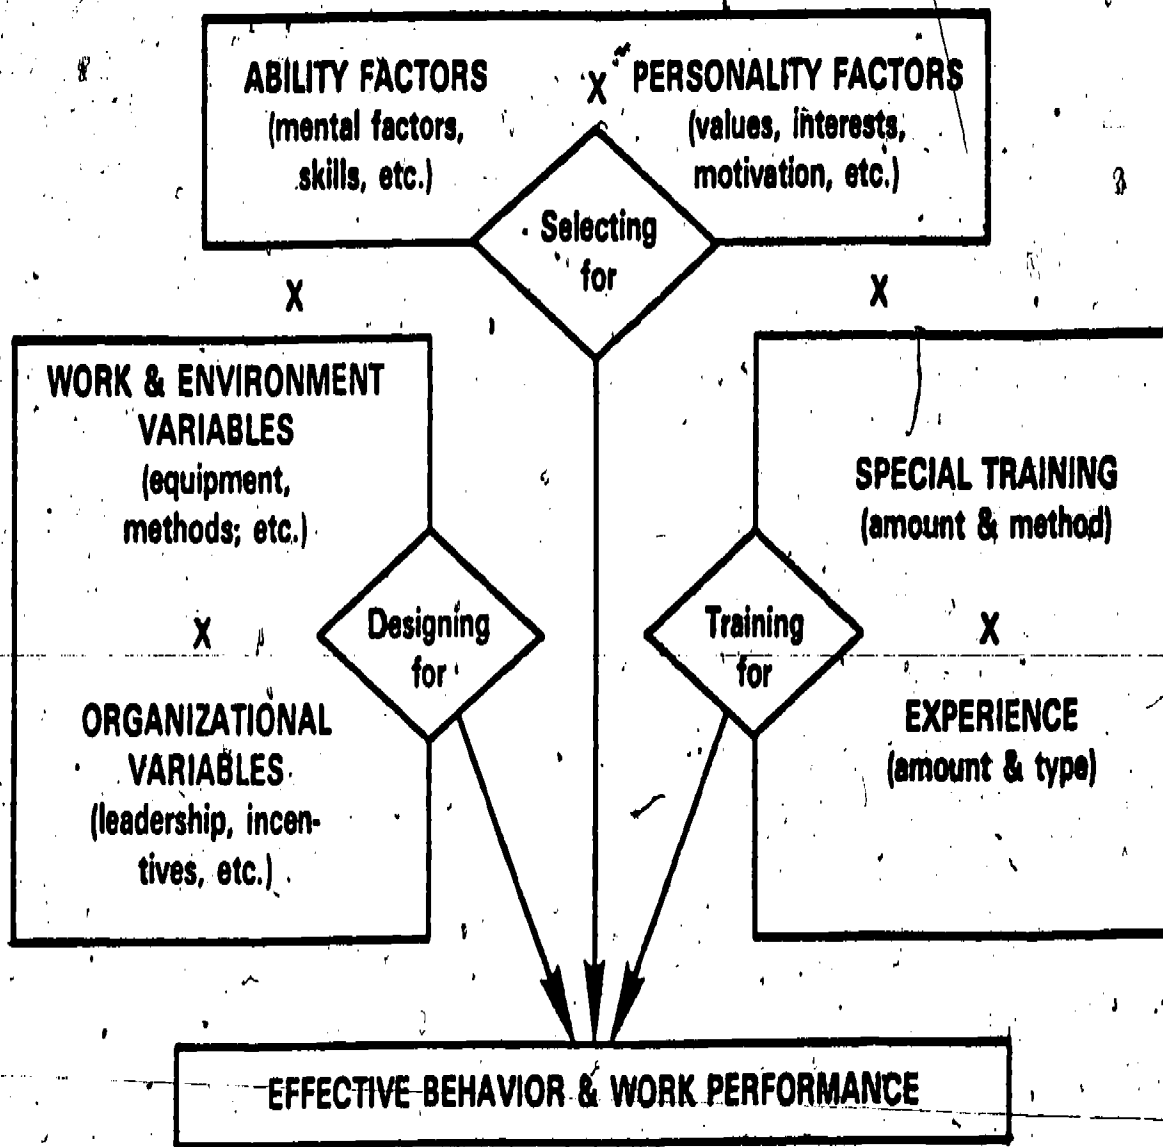 ABILITY FACTORS
(mental factors,
skills, etc.)
X
PERSONALITY FACTORS
(values, interests,
motivation, etc.)
Selecting
for
X
X
WORK & ENVIRONMENT
VARIABLES
(equipment,
methods; etc.)
X
ORGANIZATIONAL
VARIABLES
(leadership, incen-
tives, etc.)
Designing
for
Training
for
SPECIAL TRAINING
(amount & method)
X
EXPERIENCE
(amount & type)
EFFECTIVE BEHAVIOR & WORK PERFORMANCE